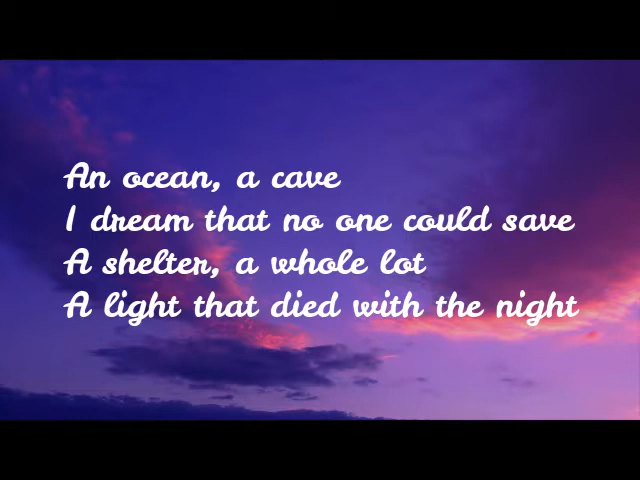 An ocean, a cave
I dream that no one could save
A shelter, a whole lot
A light that died with the night